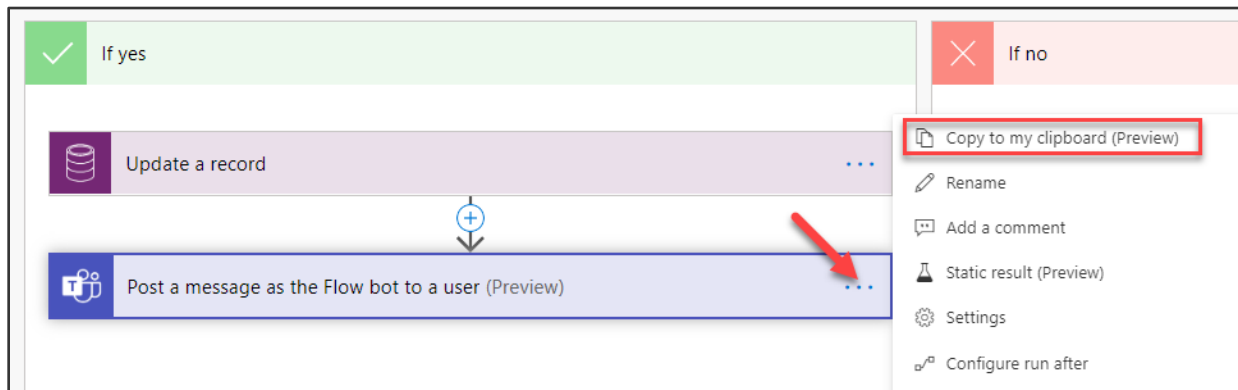 If yes
If no
Update a record
Post a message as the Flow bot to a user (Preview)
Copy to my clipboard (Preview)
Rename
Add a comment
Static result (Preview)
Settings
Configure run after